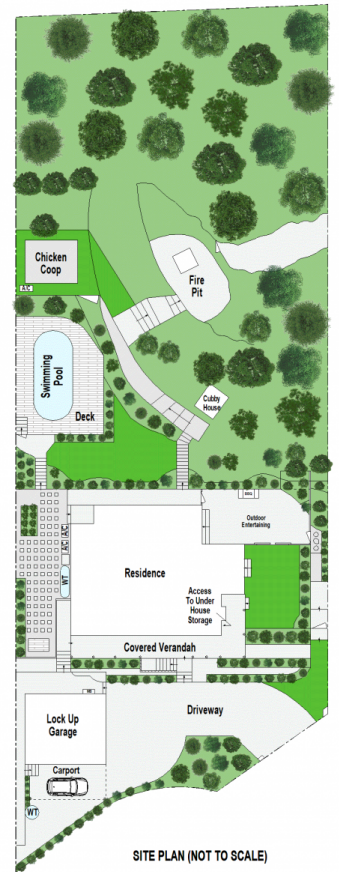 Chicken
Coop
A/C
Fire
Pit
Swimming
Pool
Deck
Cubby
House
BBQ
Outdoor
Entertaining
A/C
A/C
WT
Residence
Access
To Under
House
Storage
Covered Verandah
Driveway
Lock Up
Garage
Carport
WT
SITE PLAN (NOT TO SCALE)